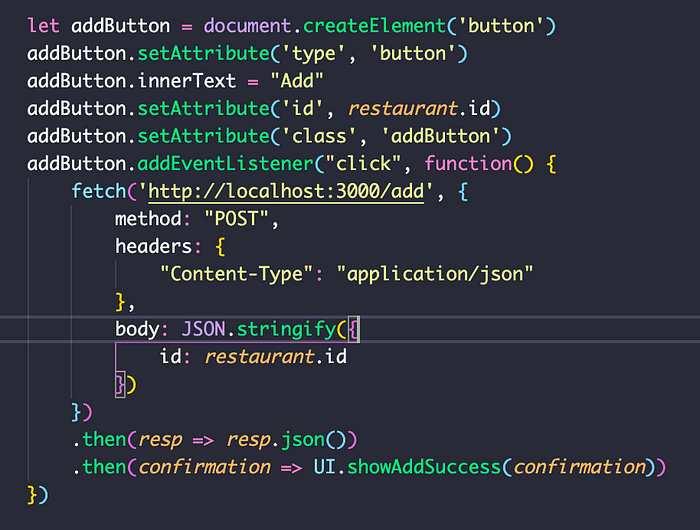 let addButton = document.createElement('button')
addButton.setAttribute('type', 'button')
addButton.innerText = "Add"
addButton.setAttribute('id', restaurant.id)
addButton.setAttribute('class', 'addButton')
addButton.addEventListener("click", function() {
    fetch('http://localhost:3000/add', {
        method: "POST",
        headers: {
            "Content-Type": "application/json"
        },
        body: JSON.stringify({
            id: restaurant.id
        })
    })
    .then(resp => resp.json())
    .then(confirmation => UI.showAddSuccess(confirmation))
})